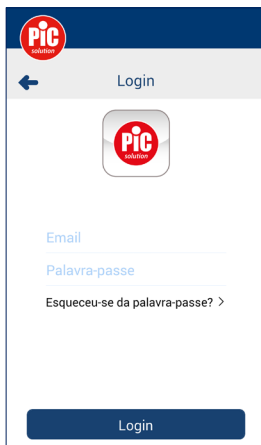 PiC
solution
Login
PiC
solution
Email
Palavra-passe
Esqueceu-se da palavra-passe? >
Login